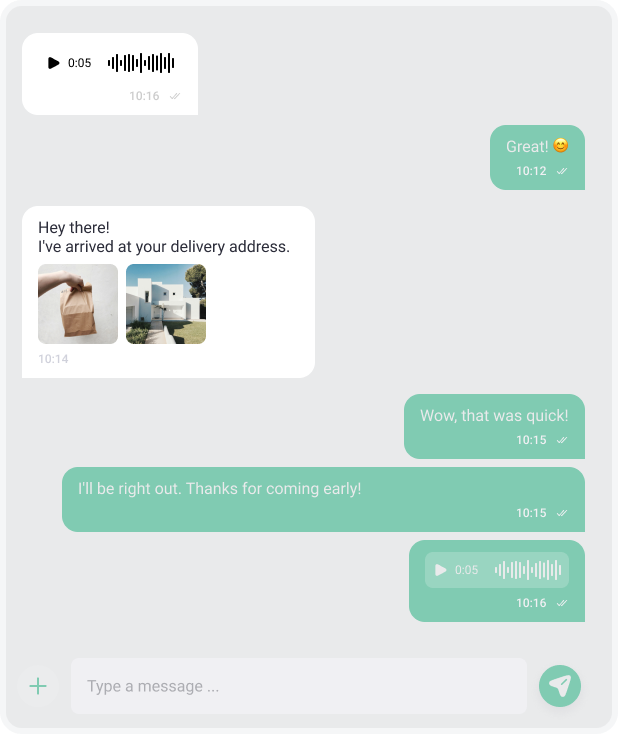 0:05
10:16
Great! 😊
10:12
Hey there!
I've arrived at your delivery address.
10:14
Wow, that was quick!
10:15
I'll be right out. Thanks for coming early!
10:15
0:05
10:16
Type a message ...